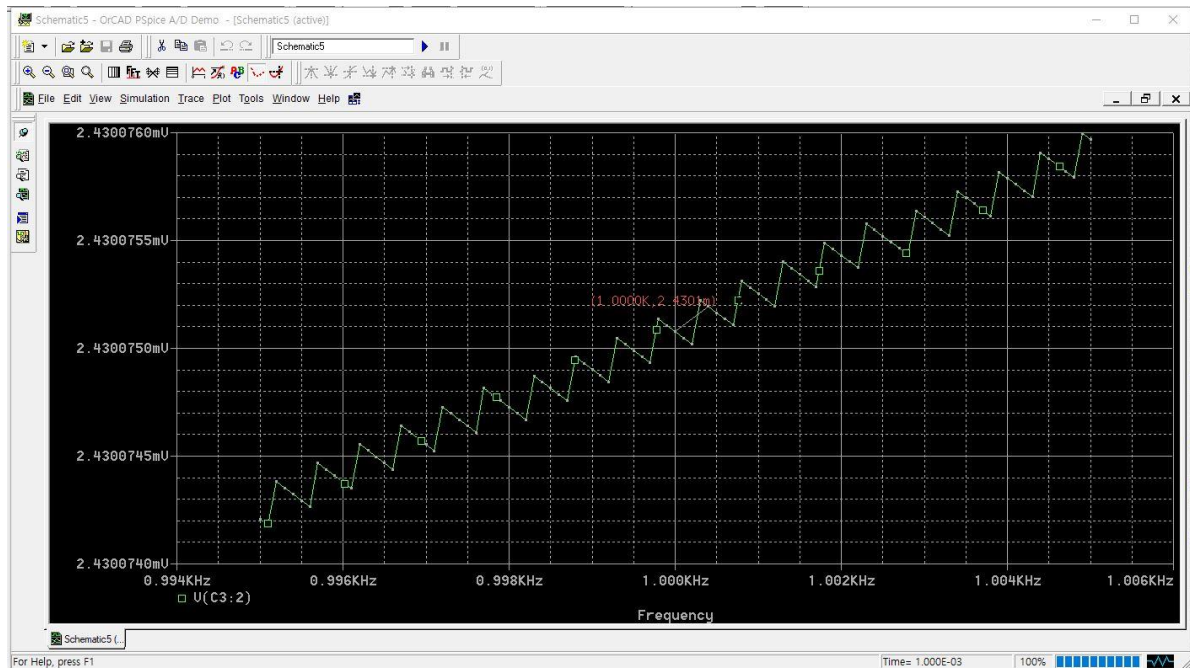 Schematic5 - OrCAD PSpice A/D Demo - [Schematic5 (active)]
Schematic5
File Edit View Simulation Trace Plot Tools Window Help
2.4300760mV
2.4300755mV
(1.0000K,2.4301m)
2.4300750mV
2.4300745mV
2.4300740mV
0.994KHz 0.996KHz 0.998KHz 1.000KHz 1.002KHz 1.004KHz 1.006KHz
V(C3:2)
Frequency
Schematic5 (...
For Help, press F1 Time= 1.000E-03 100%